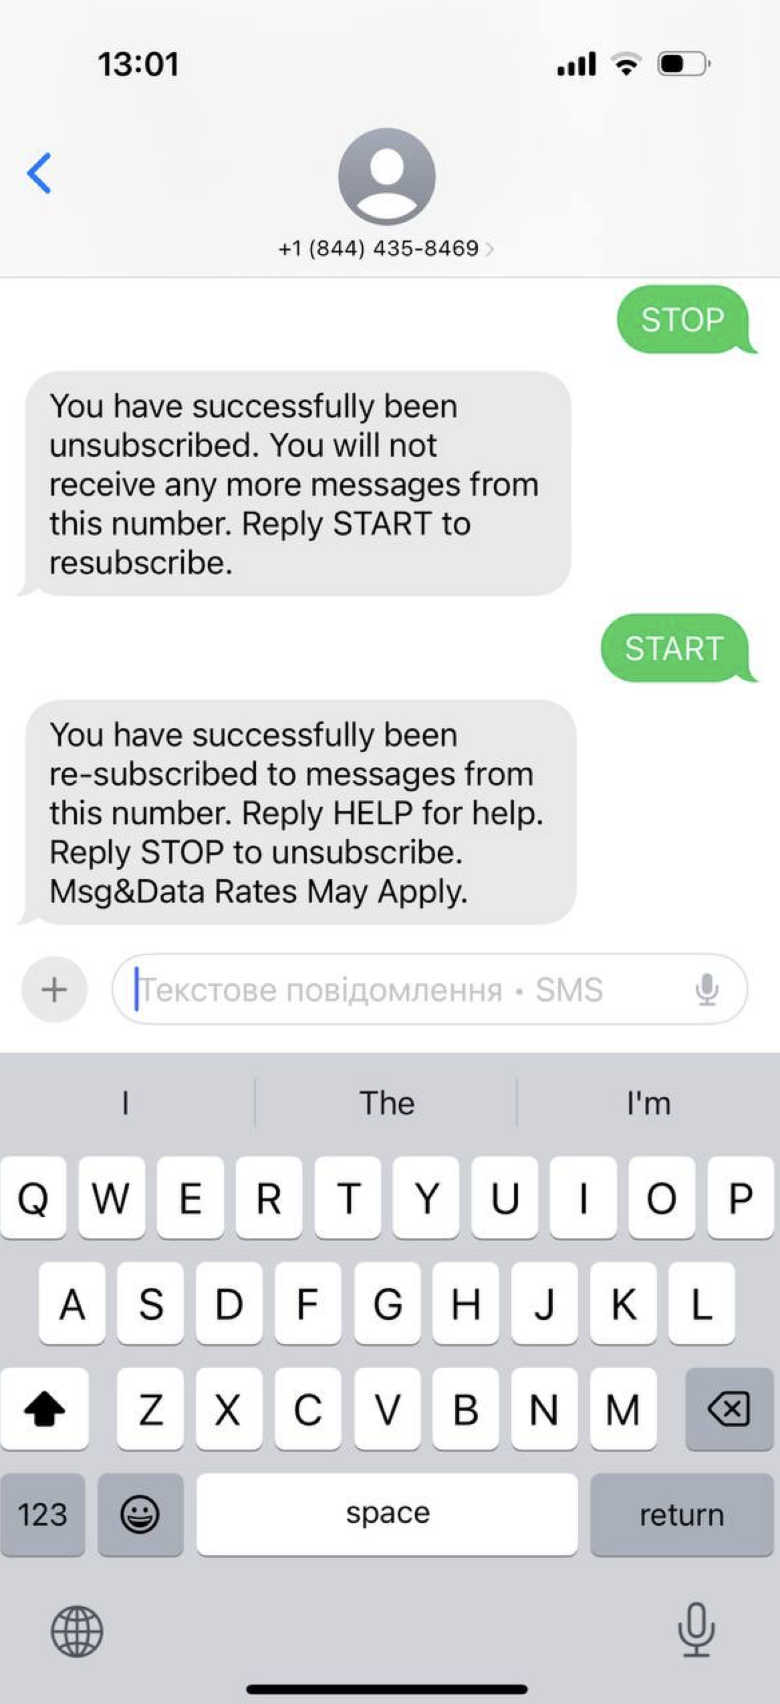 13:01
+1 (844) 435-8469
STOP
You have successfully been
unsubscribed. You will not
receive any more messages from
this number. Reply START to
resubscribe.
START
You have successfully been
re-subscribed to messages from
this number. Reply HELP for help.
Reply STOP to unsubscribe.
Msg&Data Rates May Apply.
Текстове повідомлення • SMS
I The I'm
Q W E R T Y U I O P
A S D F G H J K L
Z X C V B N M
123 space return